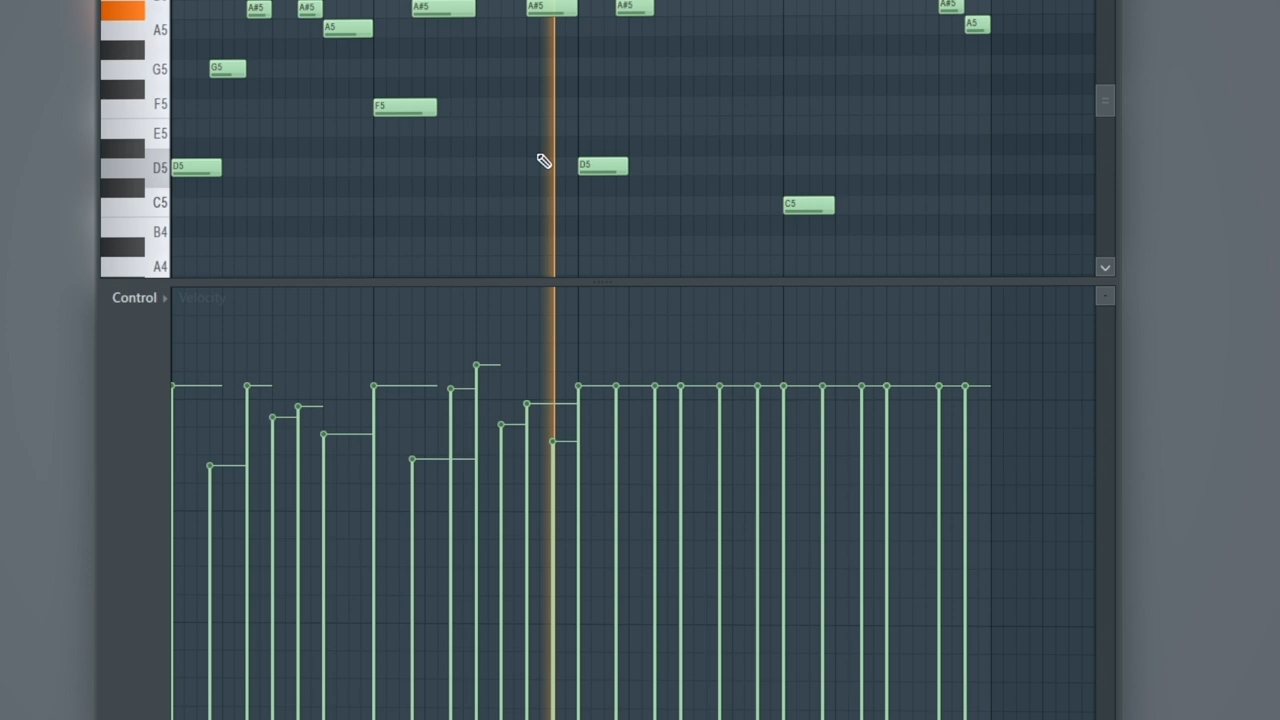 A#5 A#5 A#5 A#5 A#5 A#5
A5 A5 A5
G5 G5
F5 F5
E5
D5 D5 D5
C5 C5
B4
A4
Control Velocity